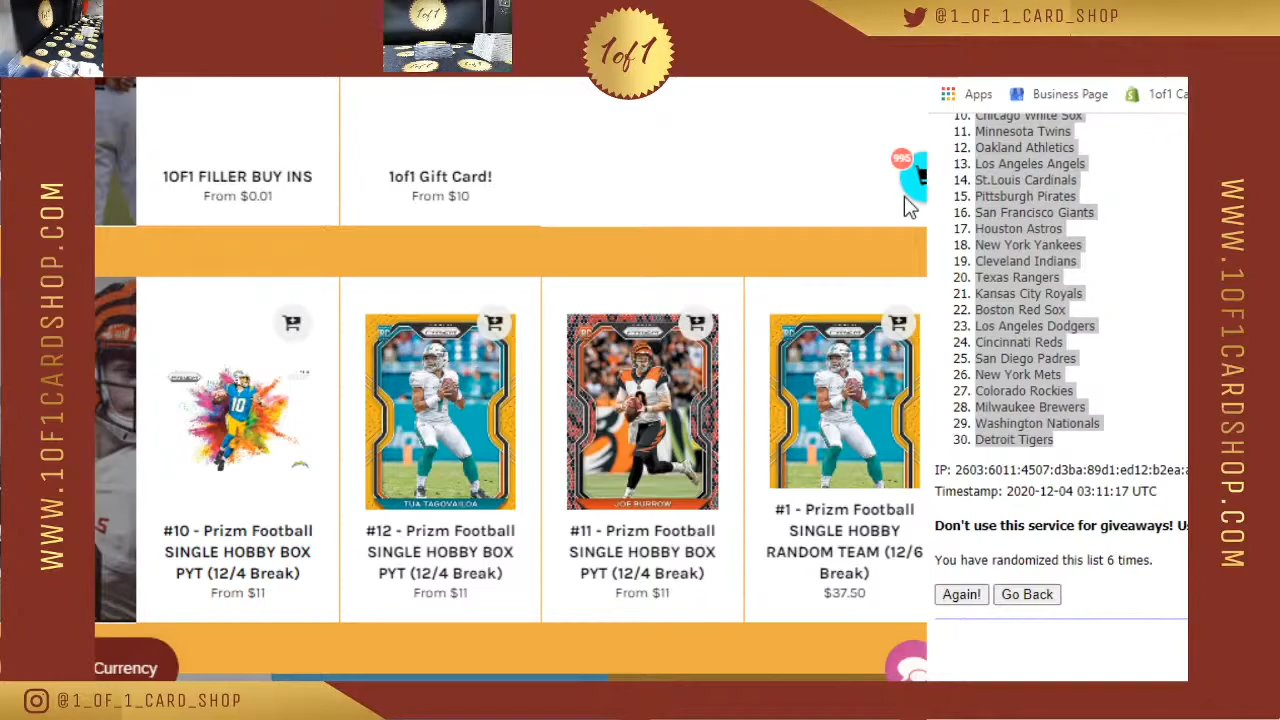 1of1
@1_OF_1_CARD_SHOP
WWW.1OF1CARDSHOP.COM
1OF1 FILLER BUY INS
From $0.01
1of1 Gift Card!
From $10
995
#10 - Prizm Football
SINGLE HOBBY BOX
PYT (12/4 Break)
From $11
TUA TAGOVAILOA
#12 - Prizm Football
SINGLE HOBBY BOX
PYT (12/4 Break)
From $11
JOE BURROW
#11 - Prizm Football
SINGLE HOBBY BOX
PYT (12/4 Break)
From $11
#1 - Prizm Football
SINGLE HOBBY
RANDOM TEAM (12/6
Break)
$37.50
Currency
Apps
Business Page
1of1 Ca
10. Chicago White Sox
11. Minnesota Twins
12. Oakland Athletics
13. Los Angeles Angels
14. St.Louis Cardinals
15. Pittsburgh Pirates
16. San Francisco Giants
17. Houston Astros
18. New York Yankees
19. Cleveland Indians
20. Texas Rangers
21. Kansas City Royals
22. Boston Red Sox
23. Los Angeles Dodgers
24. Cincinnati Reds
25. San Diego Padres
26. New York Mets
27. Colorado Rockies
28. Milwaukee Brewers
29. Washington Nationals
30. Detroit Tigers
IP: 2603:6011:4507:d3ba:89d1:ed12:b2ea:
Timestamp: 2020-12-04 03:11:17 UTC
Don't use this service for giveaways! U
You have randomized this list 6 times.
Again!
Go Back
WWW.1OF1CARDSHOP.COM
@1_OF_1_CARD_SHOP